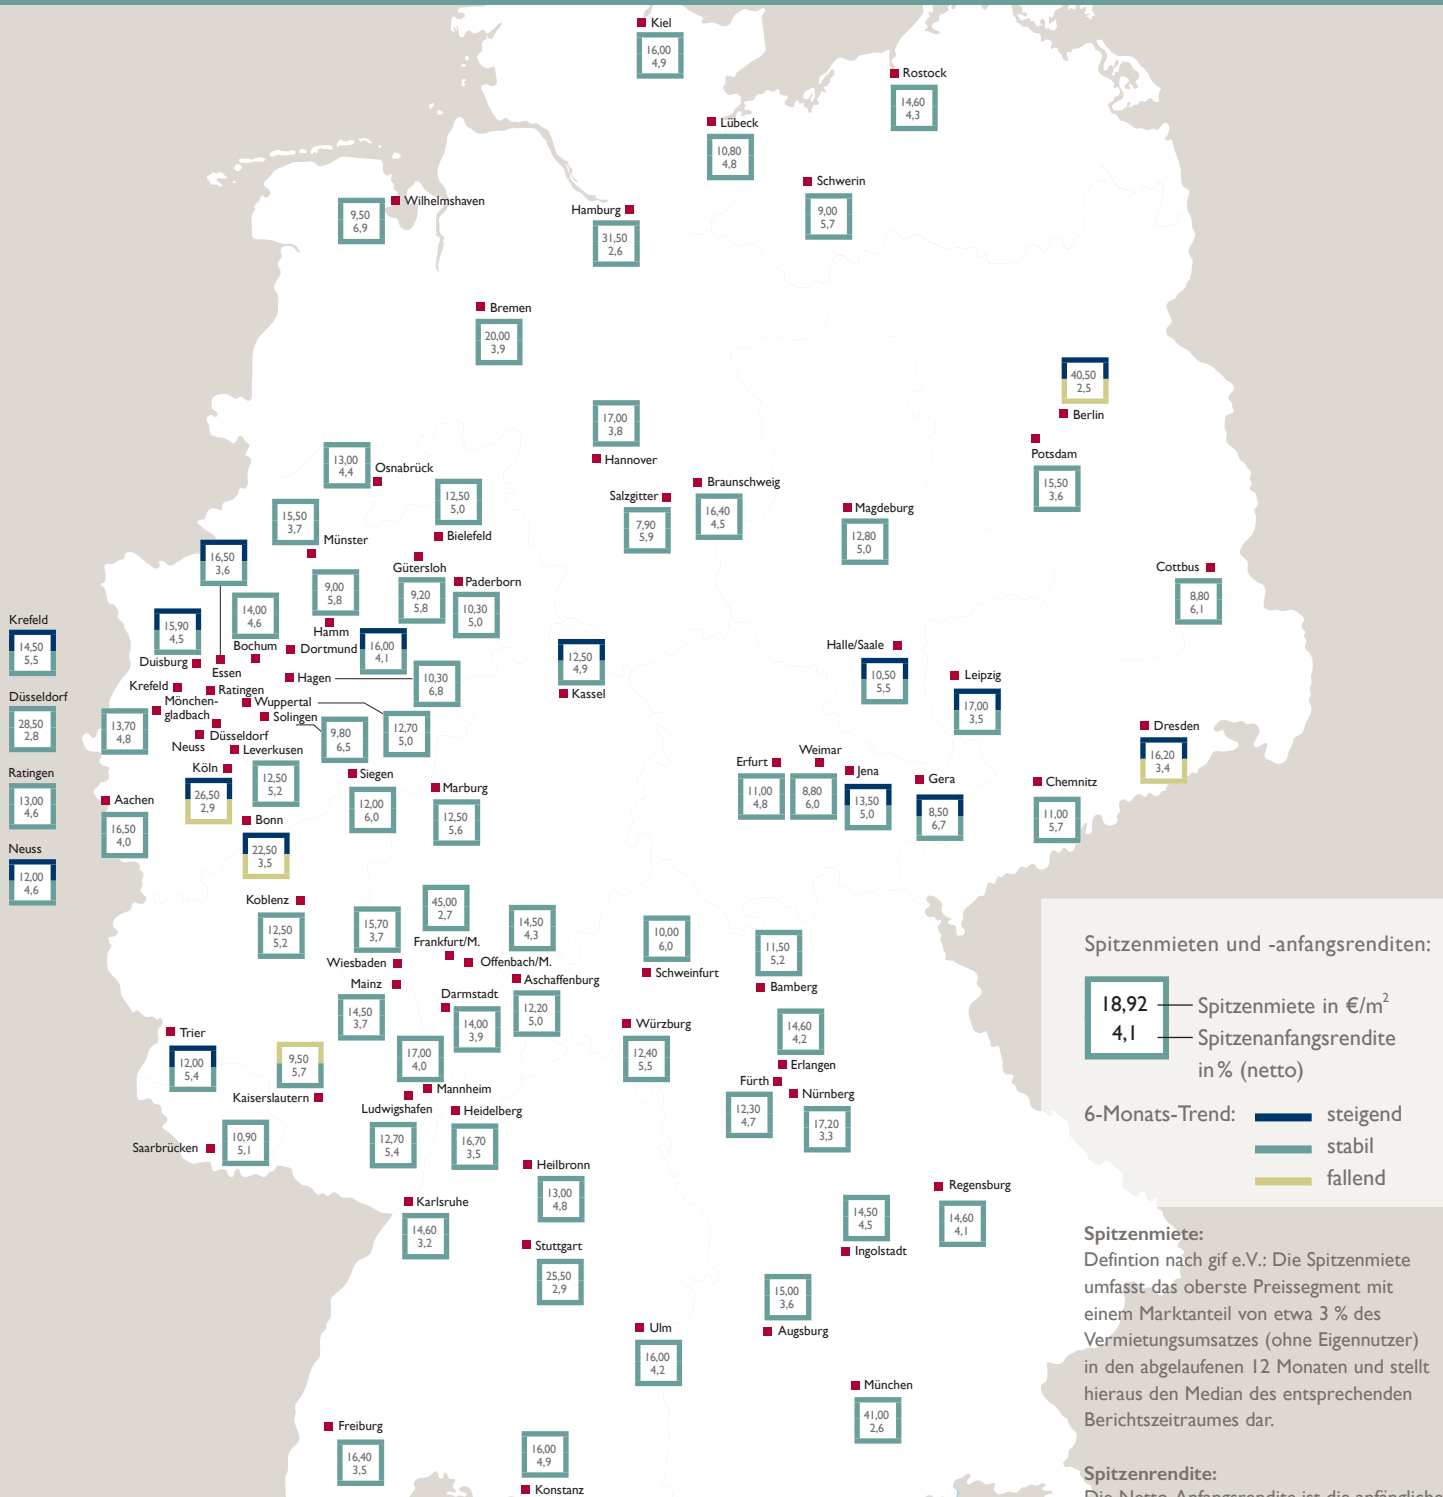 Kiel
16,00
4,9
Rostock
14,60
4,3
Lübeck
10,80
4,8
Schwerin
9,00
5,7
Wilhelmshaven
9,50
6,9
Hamburg
31,50
2,6
Bremen
20,00
3,9
40,50
2,5
Berlin
17,00
3,8
Hannover
Potsdam
15,50
3,6
13,00
4,4
Osnabrück
12,50
5,0
Bielefeld
Salzgitter
7,90
5,9
Braunschweig
16,40
4,5
Magdeburg
12,80
5,0
15,50
3,7
Münster
16,50
3,6
Gütersloh
9,20
5,8
Paderborn
10,30
5,0
9,00
5,8
Hamm
Cottbus
8,80
6,1
14,00
4,6
Bochum
15,90
4,5
Duisburg
Essen
Dortmund
16,00
4,1
12,50
4,9
Kassel
Halle/Saale
10,50
5,5
Leipzig
17,00
3,5
Krefeld
14,50
5,5
Düsseldorf
28,50
2,8
Ratingen
13,00
4,6
Neuss
12,00
4,6
Hagen
10,30
6,8
Krefeld
Ratingen
Mönchen-
gladbach
13,70
4,8
Wuppertal
12,70
5,0
Solingen
9,80
6,5
Düsseldorf
Neuss
Leverkusen
12,50
5,2
Köln
26,50
2,9
Dresden
16,20
3,4
Erfurt
11,00
4,8
Weimar
8,80
6,0
Jena
13,50
5,0
Gera
8,50
6,7
Chemnitz
11,00
5,7
Siegen
12,00
6,0
Marburg
12,50
5,6
Aachen
16,50
4,0
Bonn
22,50
3,5
Koblenz
12,50
5,2
15,70
3,7
Wiesbaden
45,00
2,7
Frankfurt/M.
14,50
4,3
Offenbach/M.
10,00
6,0
Schweinfurt
11,50
5,2
Bamberg
Mainz
14,50
3,7
Darmstadt
14,00
3,9
Aschaffenburg
12,20
5,0
Würzburg
12,40
5,5
14,60
4,2
Erlangen
Trier
12,00
5,4
9,50
5,7
Kaiserslautern
17,00
4,0
Mannheim
Ludwigshafen
12,70
5,4
Heidelberg
16,70
3,5
Fürth
12,30
4,7
Nürnberg
17,20
3,3
Saarbrücken
10,90
5,1
Heilbronn
13,00
4,8
Karlsruhe
14,60
3,2
Stuttgart
25,50
2,9
14,50
4,5
Ingolstadt
Regensburg
14,60
4,1
15,00
3,6
Augsburg
Ulm
16,00
4,2
München
41,00
2,6
Freiburg
16,40
3,5
16,00
4,9
Konstanz
Spitzenmieten und -anfangsrenditen:
18,92 Spitzenmiete in €/m²
4,1 Spitzenanfangsrendite
in % (netto)
6-Monats-Trend: steigend
stabil
fallend
Spitzenmiete:
Defintion nach gif e.V.: Die Spitzenmiete
umfasst das oberste Preissegment mit
einem Marktanteil von etwa 3 % des
Vermietungsumsatzes (ohne Eigennutzer)
in den abgelaufenen 12 Monaten und stellt
hieraus den Median des entsprechenden
Berichtszeitraumes dar.
Spitzenrendite:
Die Netto-Anfangsrendite ist die anfängliche